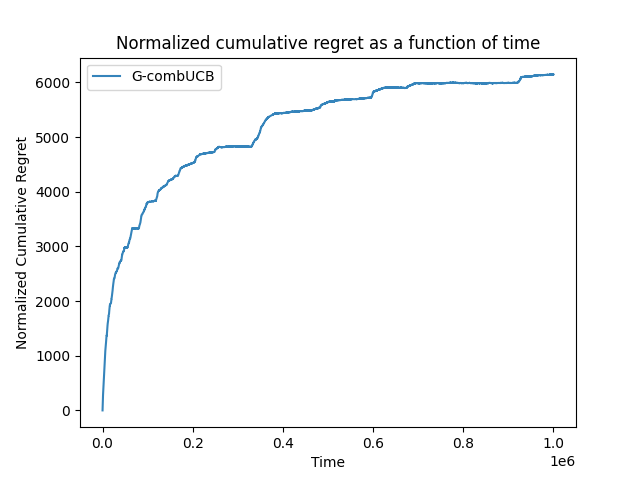 Normalized cumulative regret as a function of time
G-combUCB
Normalized Cumulative Regret
6000
5000
4000
3000
2000
1000
0
0.0 0.2 0.4 0.6 0.8 1.0
1e6
Time